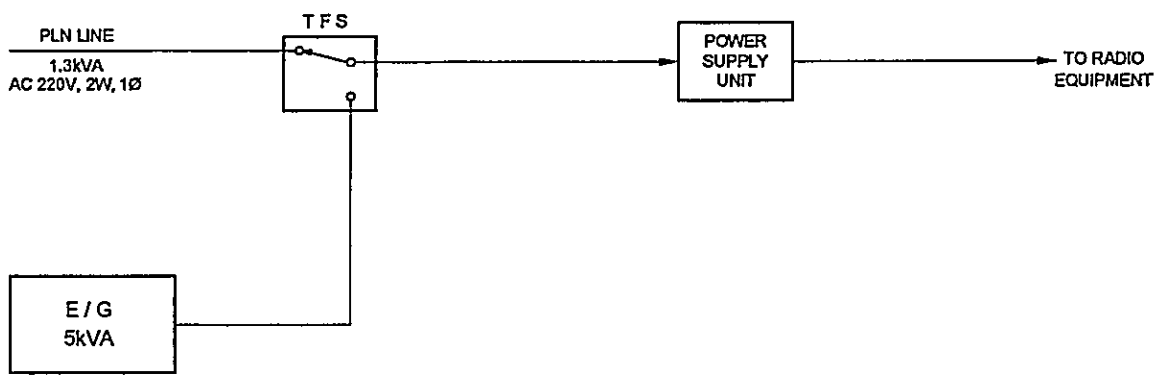 T F S
PLN LINE
1.3kVA
AC 220V, 2W, 1Ø
POWER
SUPPLY
UNIT
TO RADIO
EQUIPMENT
E / G
5kVA